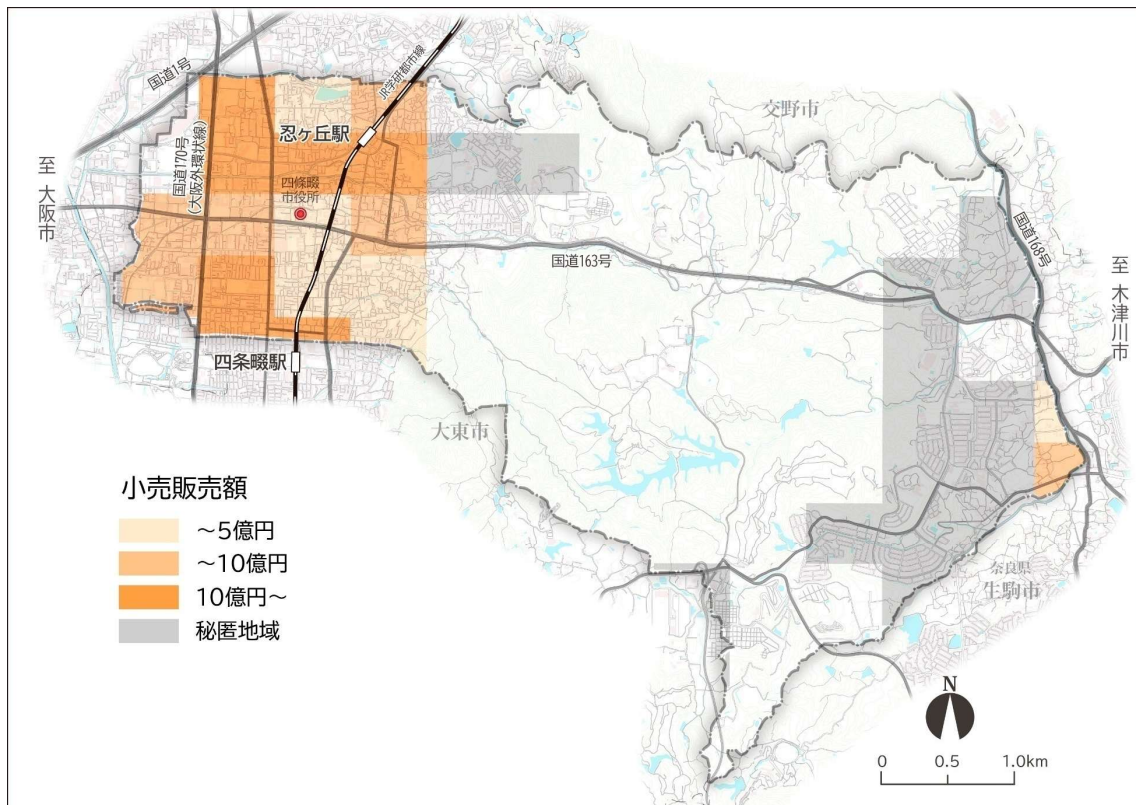 国道1号
JR学研都市線
交野市
忍ヶ丘駅
至 大阪市
国道170号
(大阪外環状線)
四條畷
市役所
国道163号
国道168号
至 木津川市
四条畷駅
大東市
小売販売額
～5億円
～10億円
10億円～
秘匿地域
奈良県
生駒市
N
0 0.5 1.0km